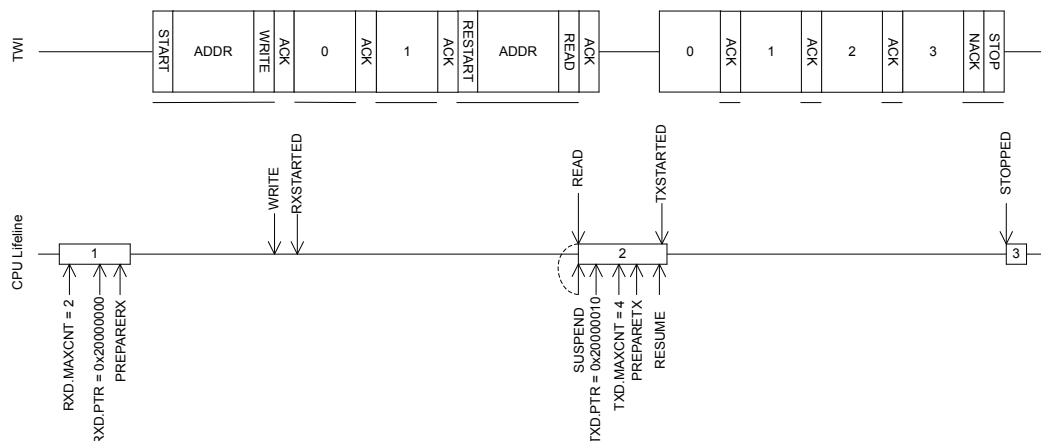 TWI
START
ADDR
WRITE
ACK
0
ACK
1
ACK
RESTART
ADDR
READ
ACK
0
ACK
1
ACK
2
ACK
3
NACK
STOP
CPU Lifeline
WRITE
RXSTARTED
READ
TXSTARTED
STOPPED
1
2
3
RXD.MAXCNT = 2
RXD.PTR = 0x20000000
PREPARERX
SUSPEND
TXD.PTR = 0x20000010
TXD.MAXCNT = 4
PREPARETX
RESUME